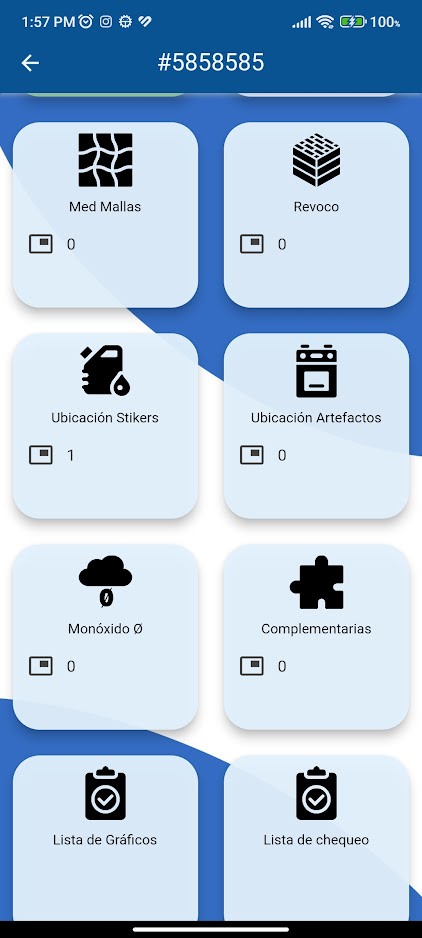 1:57 PM 100%
#5858585
Med Mallas
0
Revoco
0
Ubicación Stikers
1
Ubicación Artefactos
0
Monóxido Ø
0
Complementarias
0
Lista de Gráficos
Lista de chequeo